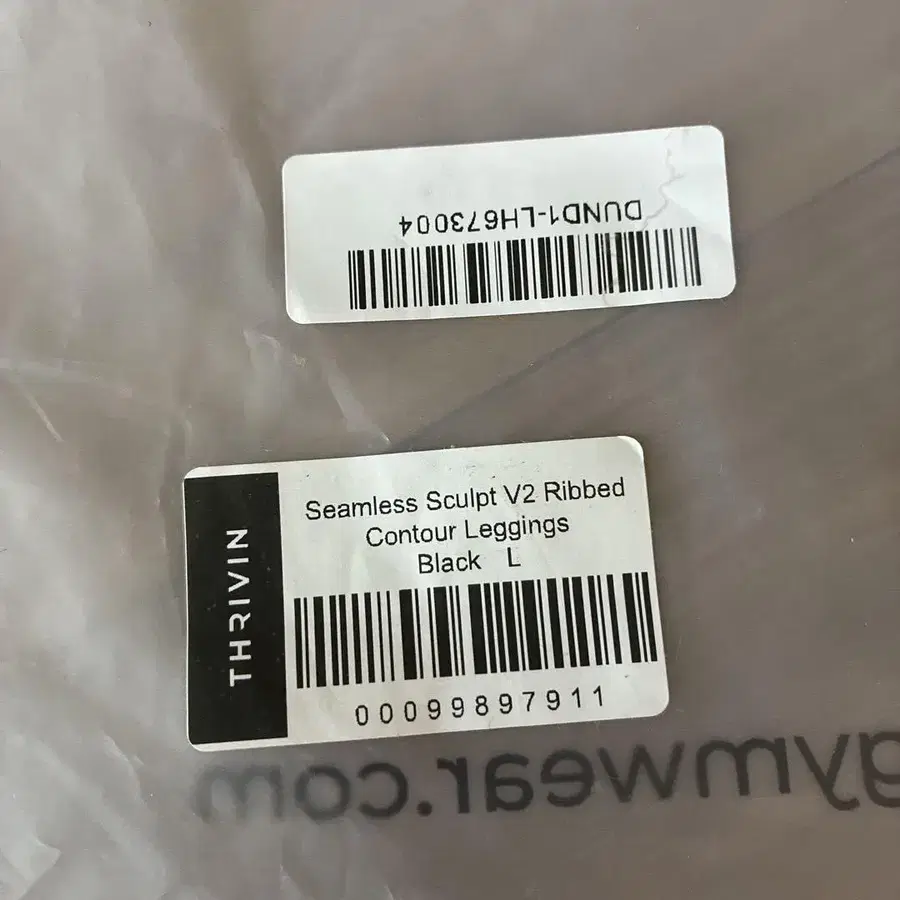 DUND1-LH673004
THRIVIN
Seamless Sculpt V2 Ribbed
Contour Leggings
Black L
00099897911
gymwear.com